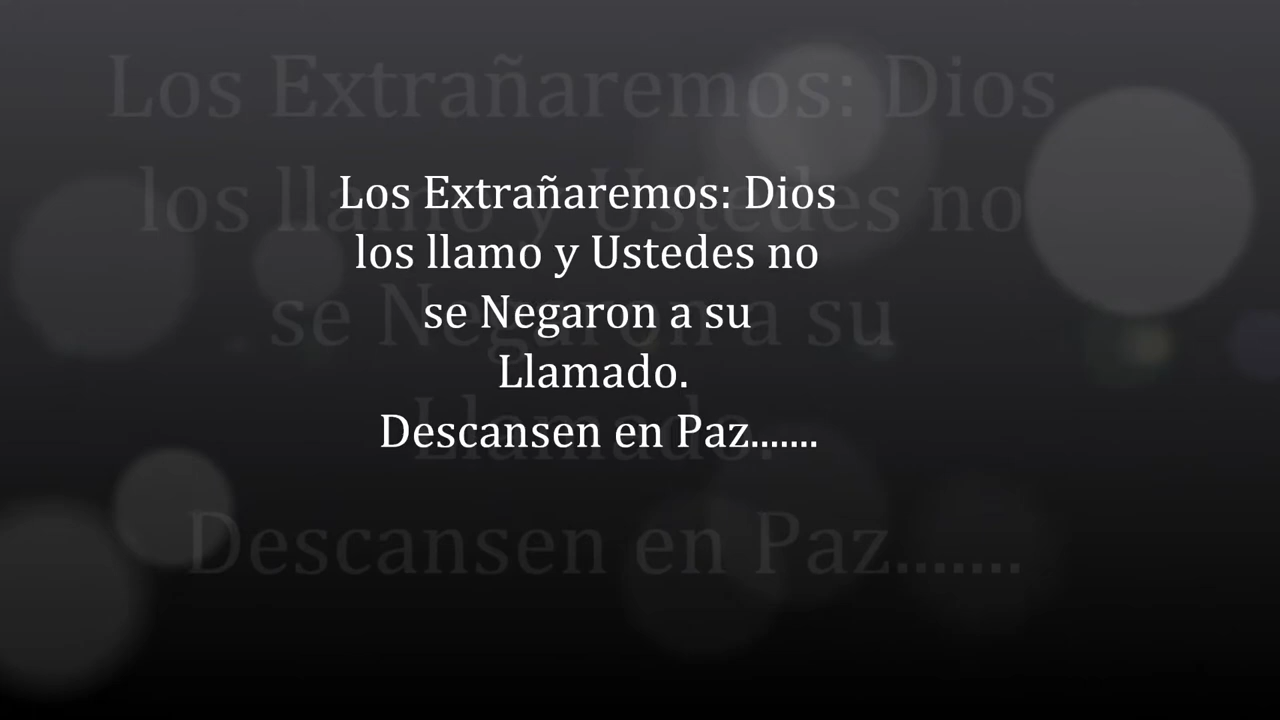 Los Extrañaremos: Dios
los llamo y Ustedes no
se Negaron a su
Llamado.
Descansen en Paz.......